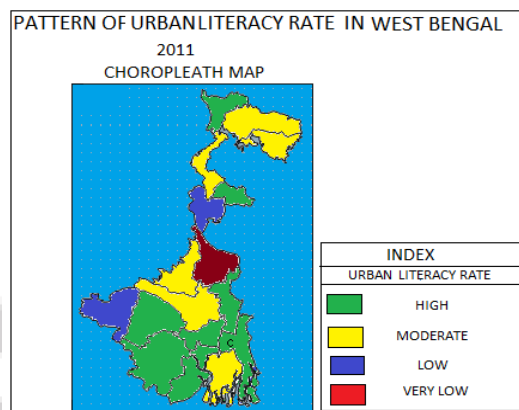 PATTERN OF URBANLITERACY RATE IN WEST BENGAL
2011
CHOROPLEATH MAP
C
INDEX
URBAN LITERACY RATE
HIGH
MODERATE
LOW
VERY LOW